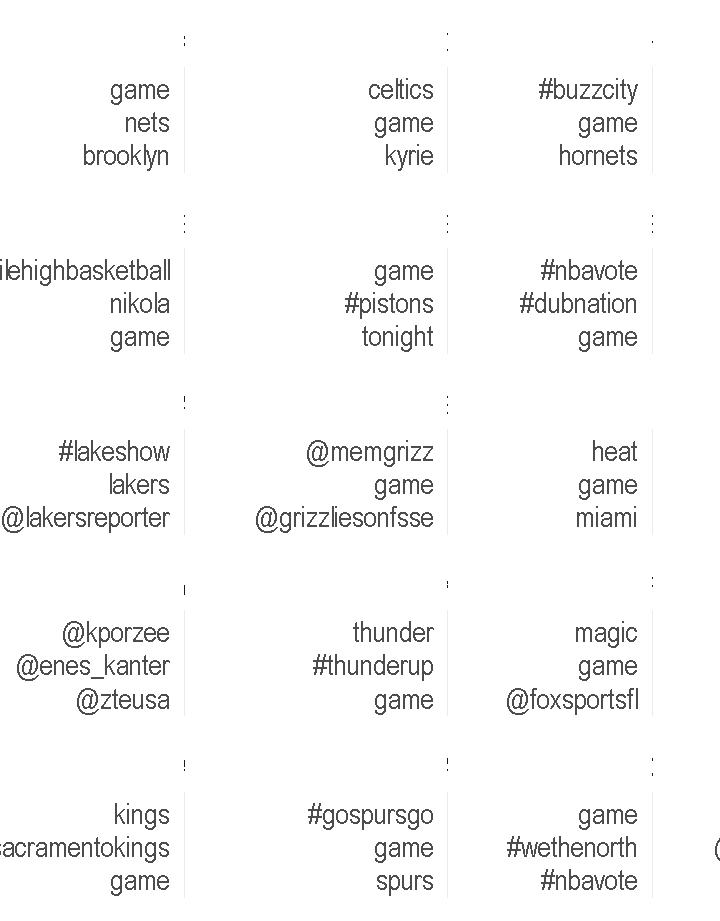 game
nets
brooklyn
celtics
game
kyrie
#buzzcity
game
hornets
ilehighbasketball
nikola
game
game
#pistons
tonight
#nbavote
#dubnation
game
#lakeshow
lakers
@lakersreporter
@memgrizz
game
@grizzliesonfsse
heat
game
miami
@kporzee
@enes_kanter
@zteusa
thunder
#thunderup
game
magic
game
@foxsportsfl
kings
sacramentokings
game
#gospursgo
game
spurs
game
#wethenorth
#nbavote
@